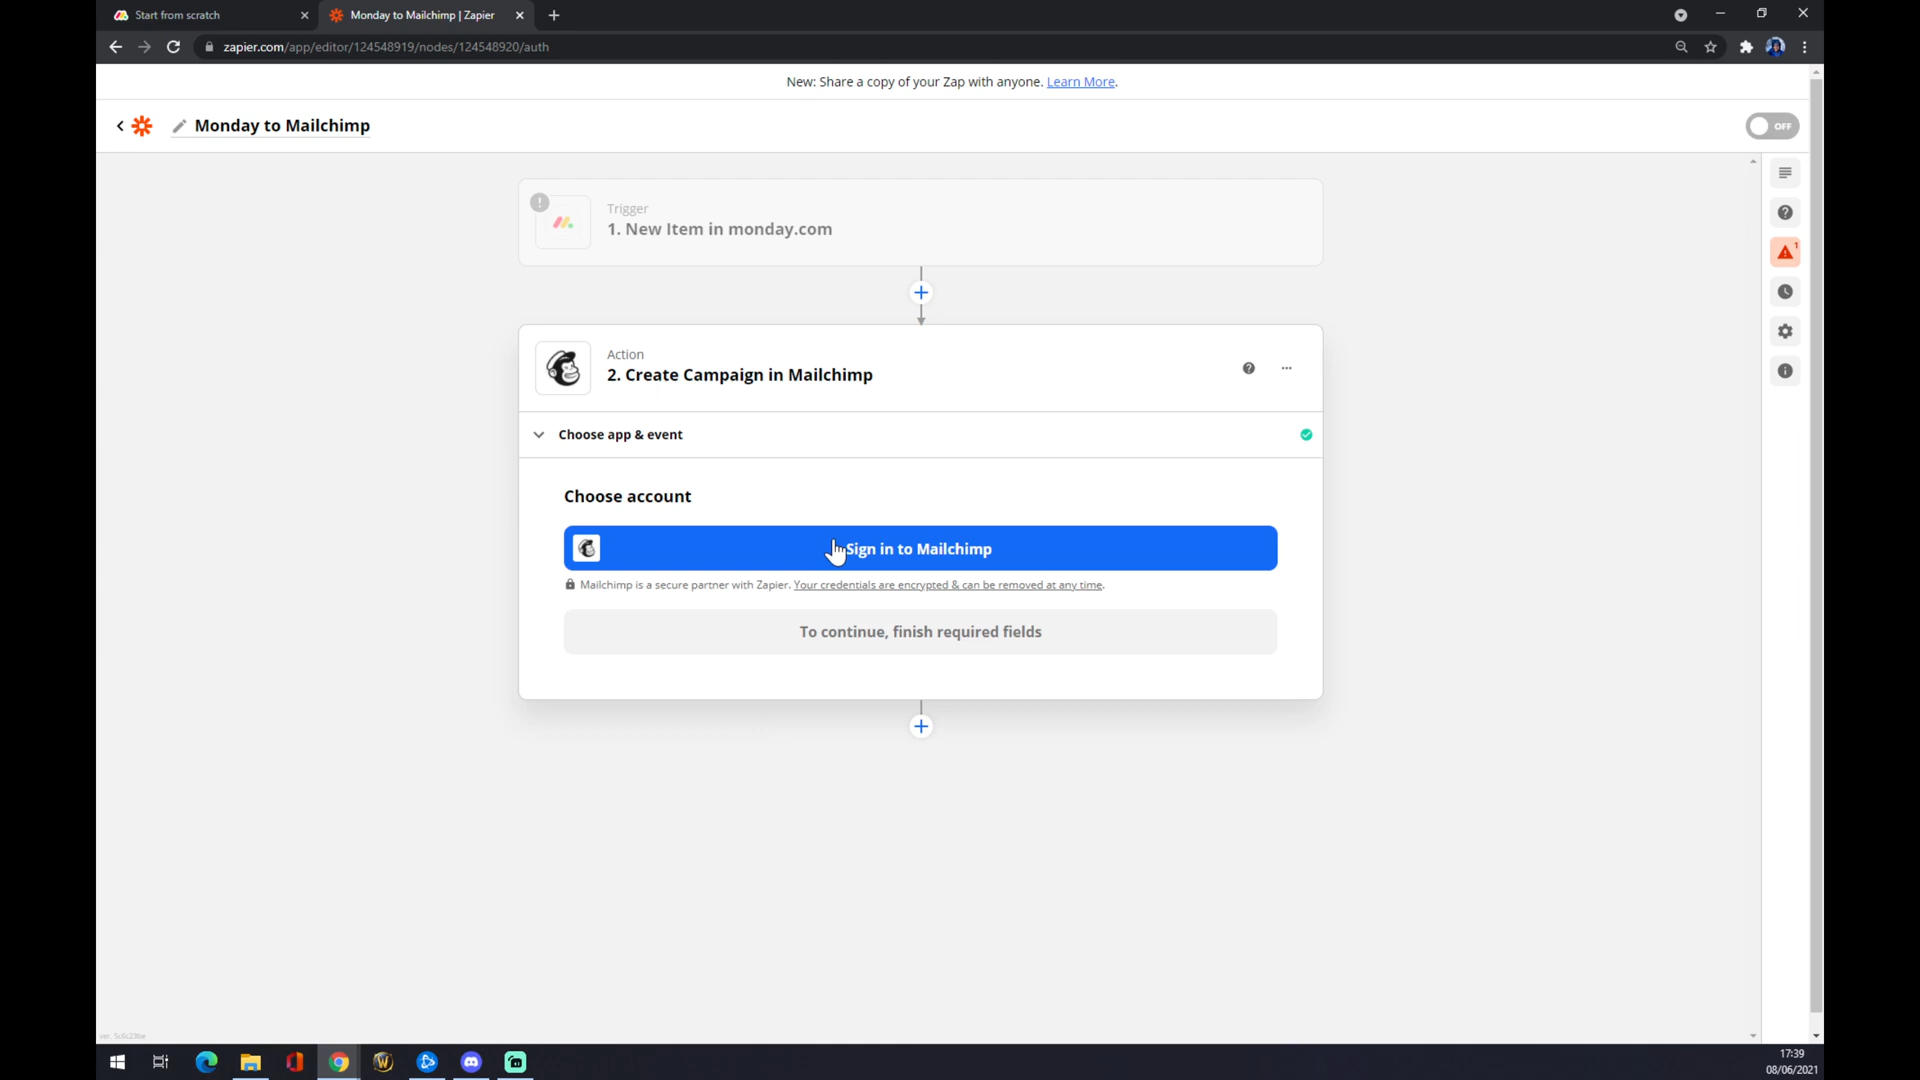 Start from scratch
Monday to Mailchimp | Zapier
zapier.com/app/editor/124548919/nodes/124548920/auth
New: Share a copy of your Zap with anyone. Learn More.
Monday to Mailchimp
OFF
Trigger
1. New Item in monday.com
1
Action
2. Create Campaign in Mailchimp
Choose app & event
Choose account
Sign in to Mailchimp
Mailchimp is a secure partner with Zapier. Your credentials are encrypted & can be removed at any time.
To continue, finish required fields
17:39
08/06/2021